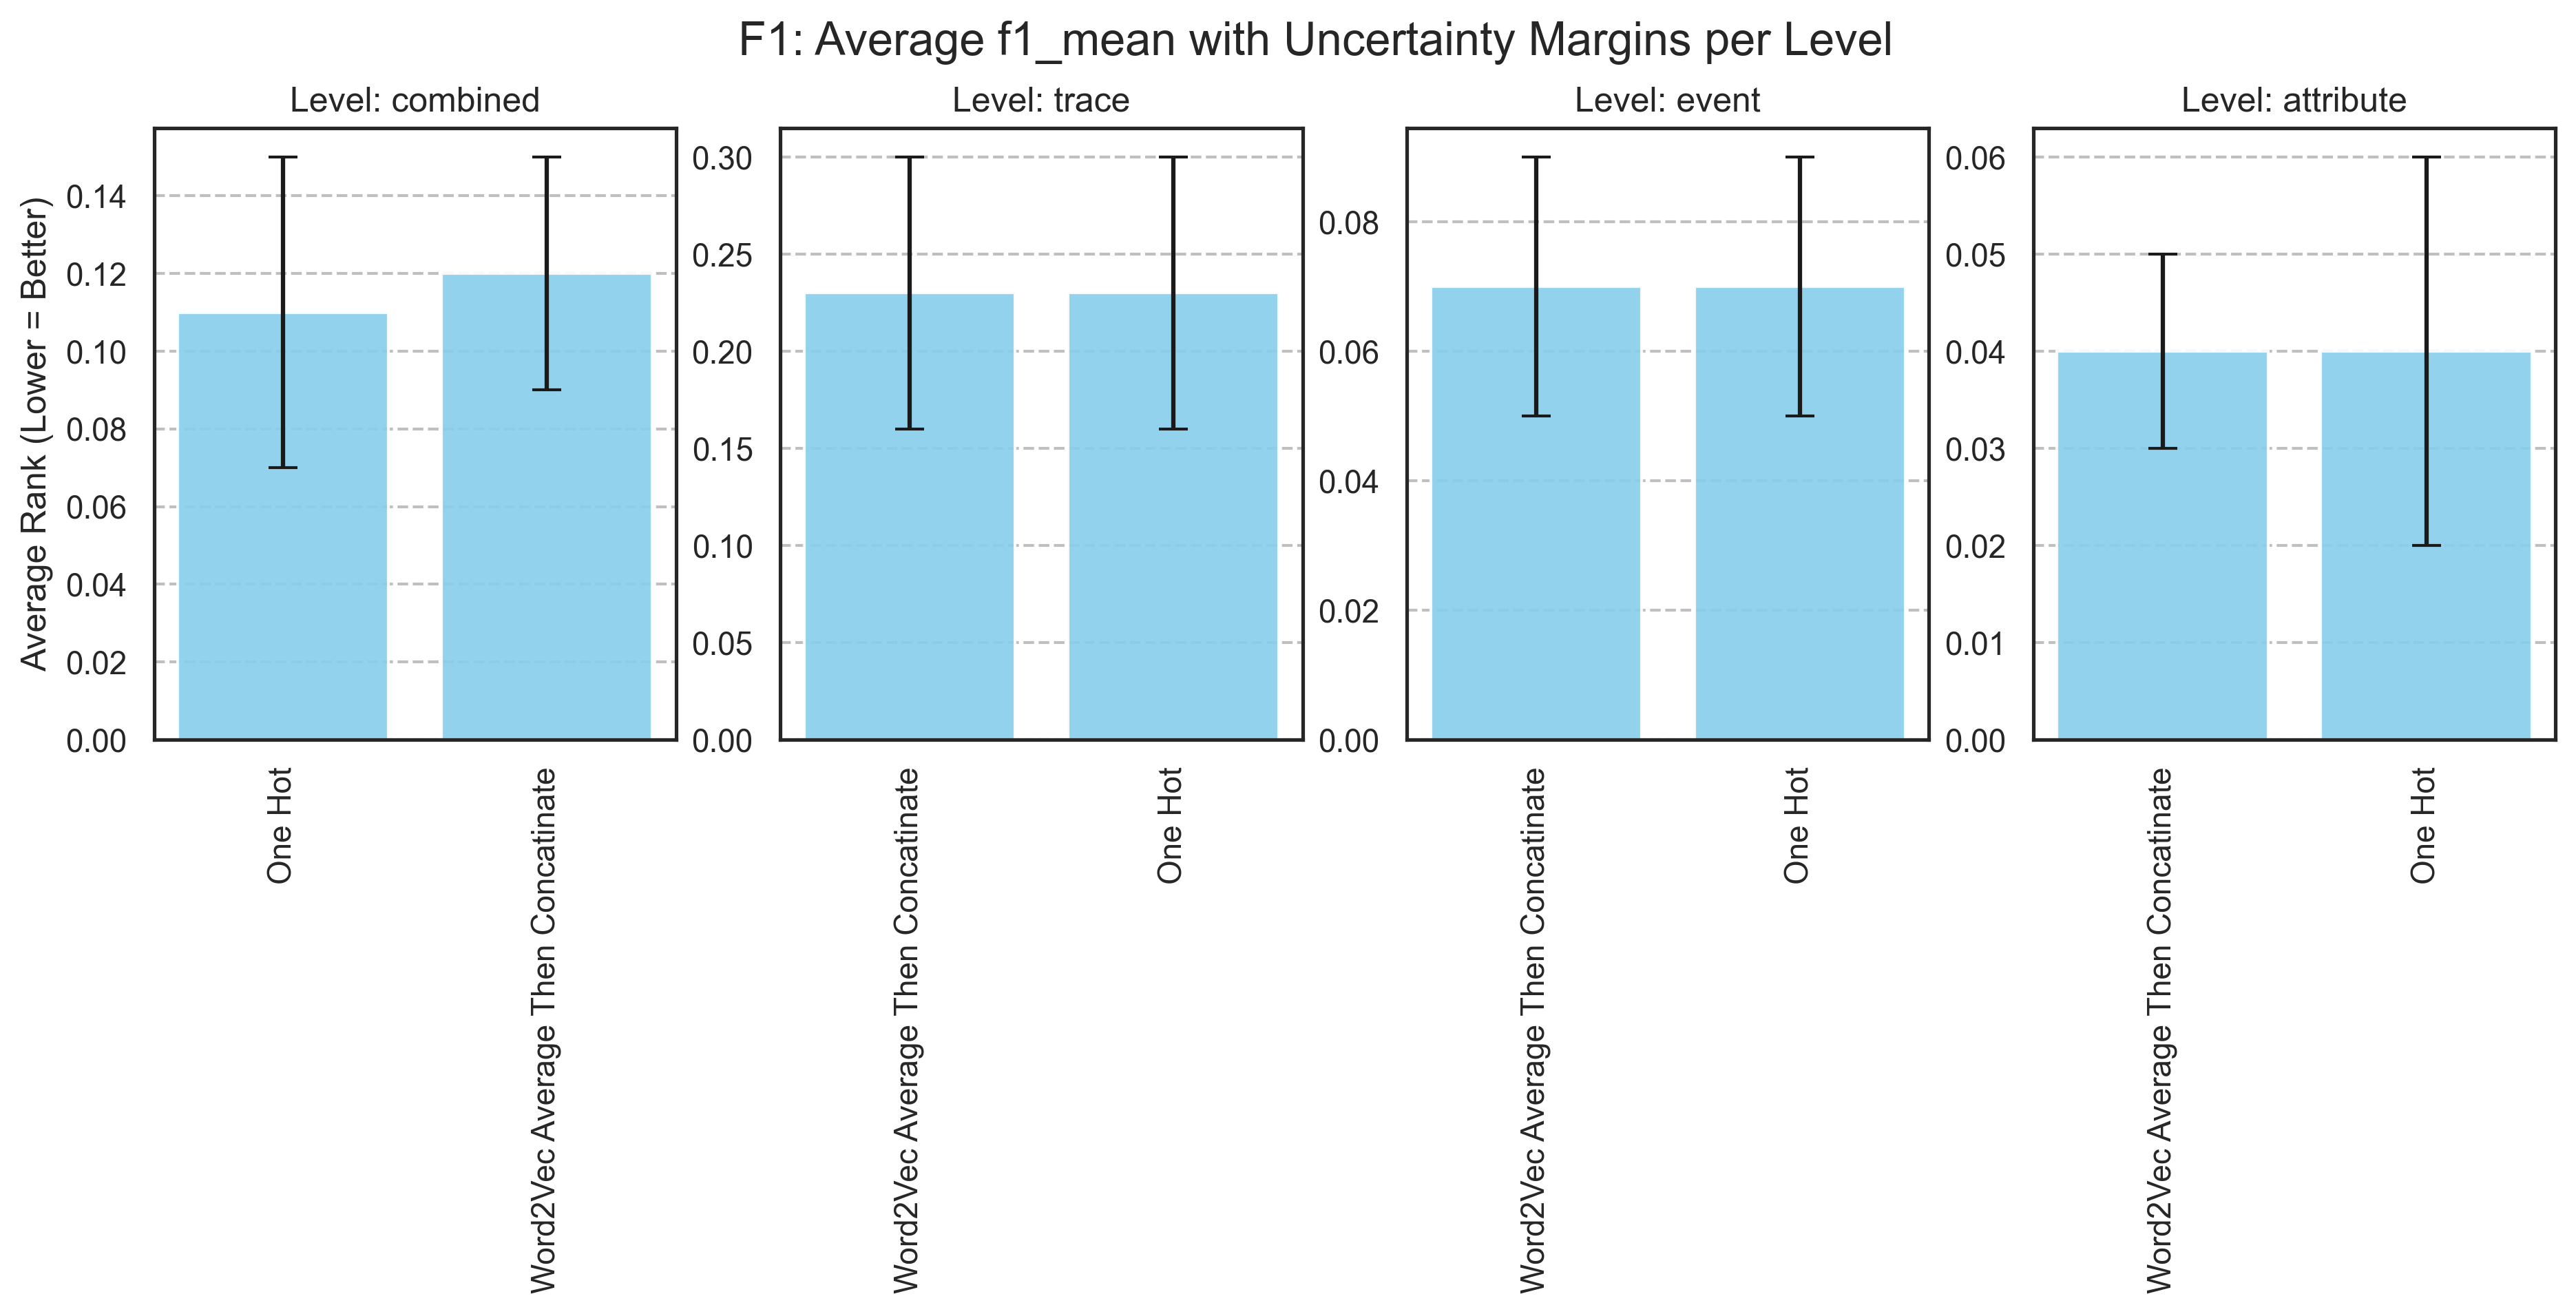 F1: Average f1_mean with Uncertainty Margins per Level
Level: combined
Average Rank (Lower = Better)
0.14
0.12
0.10
0.08
0.06
0.04
0.02
0.00
One Hot
Word2Vec Average Then Concatinate
Level: trace
0.30
0.25
0.20
0.15
0.10
0.05
0.00
Word2Vec Average Then Concatinate
One Hot
Level: event
0.08
0.06
0.04
0.02
0.00
Word2Vec Average Then Concatinate
One Hot
Level: attribute
0.06
0.05
0.04
0.03
0.02
0.01
0.00
Word2Vec Average Then Concatinate
One Hot